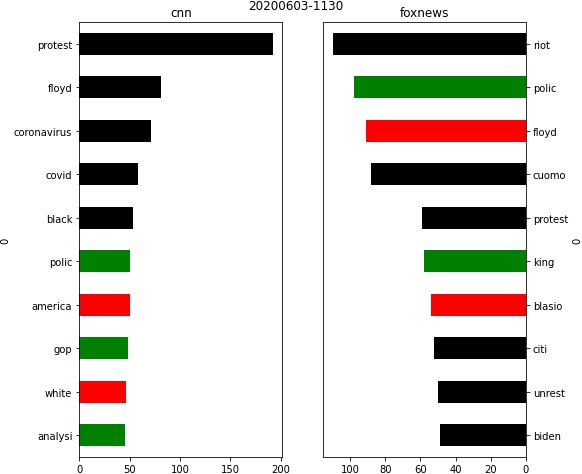 20200603-1130
cnn
foxnews
protest
floyd
coronavirus
covid
black
polic
america
gop
white
analysi
0
0 50 100 150 200
riot
polic
floyd
cuomo
protest
king
blasio
citi
unrest
biden
0
100 80 60 40 20 0